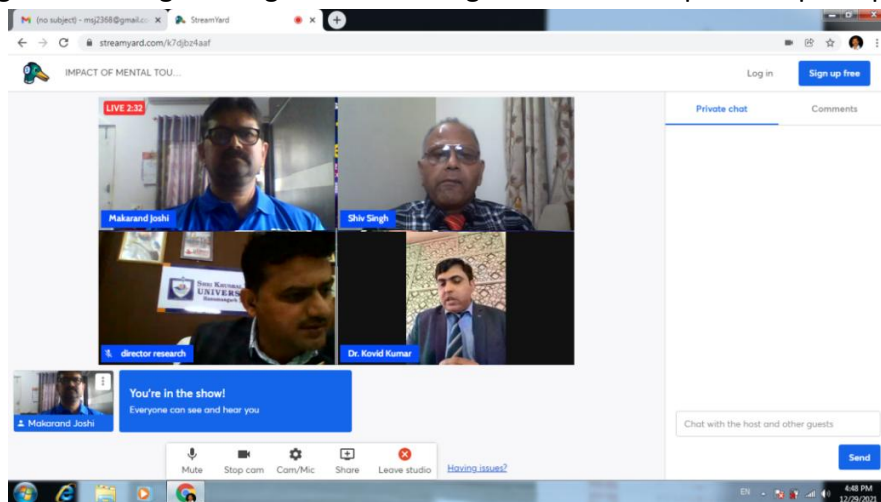 (no subject) - msj2368@gmail.co
StreamYard
streamyard.com/k7djbz4aaf
IMPACT OF MENTAL TOU...
Log in
Sign up free
LIVE 2:32
Makarand Joshi
Shiv Singh
UNIVERS
director research
Dr. Kovid Kumar
Private chat
Comments
You're in the show!
Everyone can see and hear you
Makarand Joshi
Chat with the host and other guests
Send
Mute
Stop cam
Cam/Mic
Share
Leave studio
Having issues?
EN
4:48 PM
12/29/2021